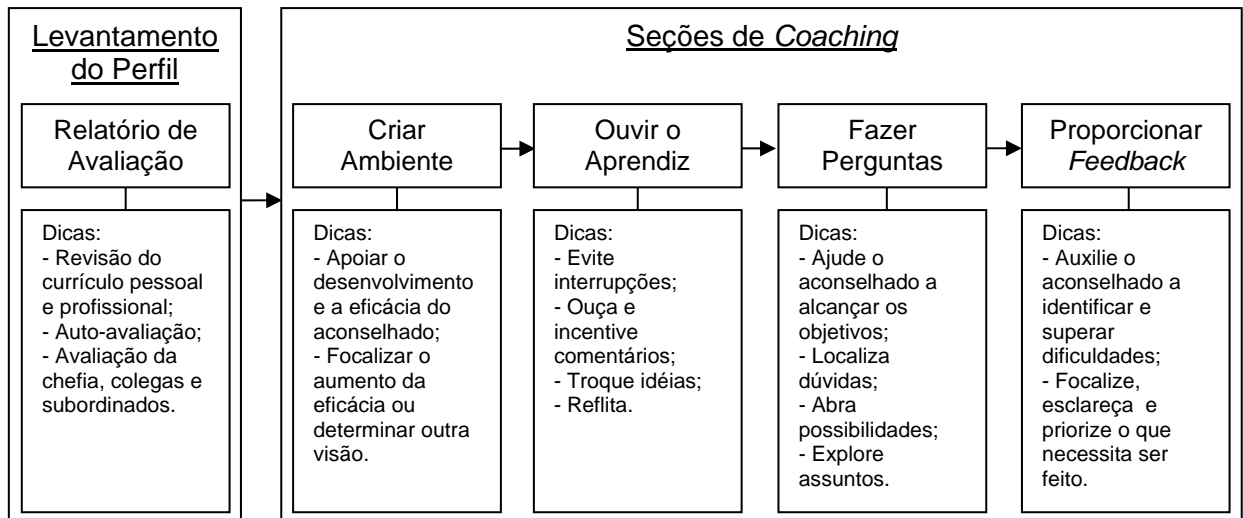 Levantamento
do Perfil
Relatório de
Avaliação
Dicas:
- Revisão do
currículo pessoal
e profissional;
- Auto-avaliação;
- Avaliação da
chefia, colegas e
subordinados.
Seções de Coaching
Criar
Ambiente
Dicas:
- Apoiar o
desenvolvimento
e a eficácia do
aconselhado;
- Focalizar o
aumento da
eficácia ou
determinar outra
visão.
Ouvir o
Aprendiz
Dicas:
- Evite
interrupções;
- Ouça e
incentive
comentários;
- Troque idéias;
- Reflita.
Fazer
Perguntas
Dicas:
- Ajude o
aconselhado a
alcançar os
objetivos;
- Localiza
dúvidas;
- Abra
possibilidades;
- Explore
assuntos.
Proporcionar
Feedback
Dicas:
- Auxilie o
aconselhado a
identificar e
superar
dificuldades;
- Focalize,
esclareça e
priorize o que
necessita ser
feito.